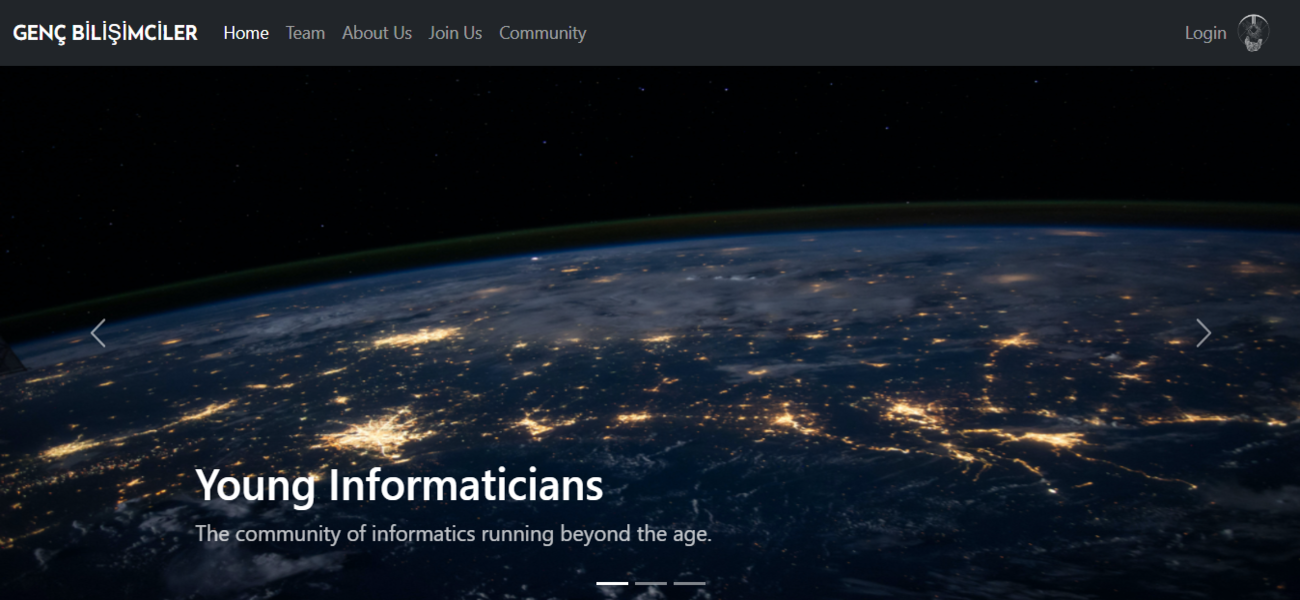 GENÇ BİLİŞİMCİLER Home Team About Us Join Us Community Login
Young Informaticians
The community of informatics running beyond the age.